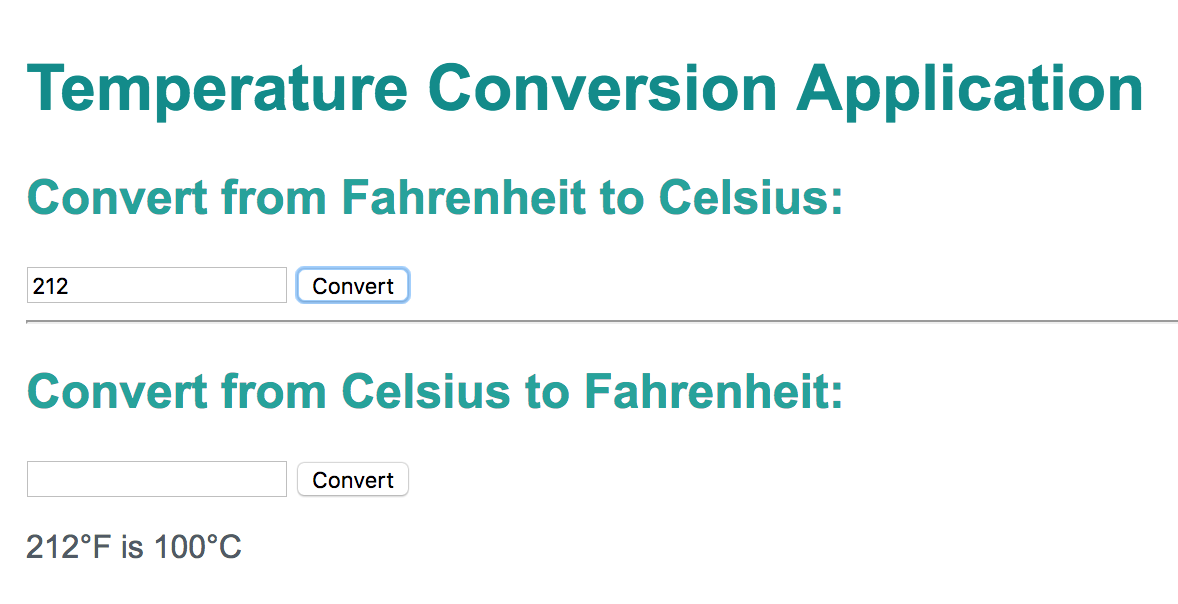 Temperature Conversion Application
Convert from Fahrenheit to Celsius:
212 Convert
Convert from Celsius to Fahrenheit:
Convert
212°F is 100°C